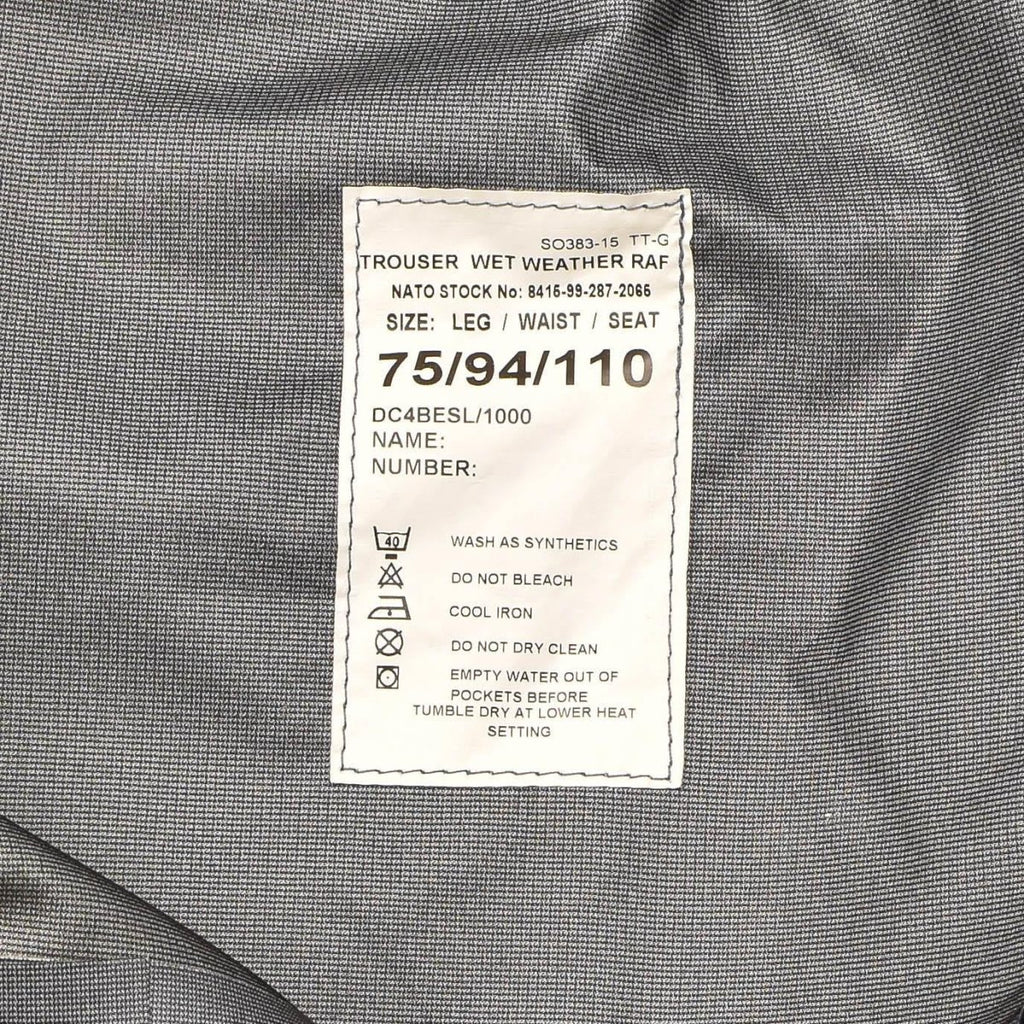 SO383-15 TT-G
TROUSER WET WEATHER RAF
NATO STOCK No: 8415-99-287-2065
SIZE: LEG / WAIST / SEAT
75/94/110
DC4BESL/1000
NAME:
NUMBER:
40 WASH AS SYNTHETICS
DO NOT BLEACH
COOL IRON
DO NOT DRY CLEAN
EMPTY WATER OUT OF
POCKETS BEFORE
TUMBLE DRY AT LOWER HEAT
SETTING